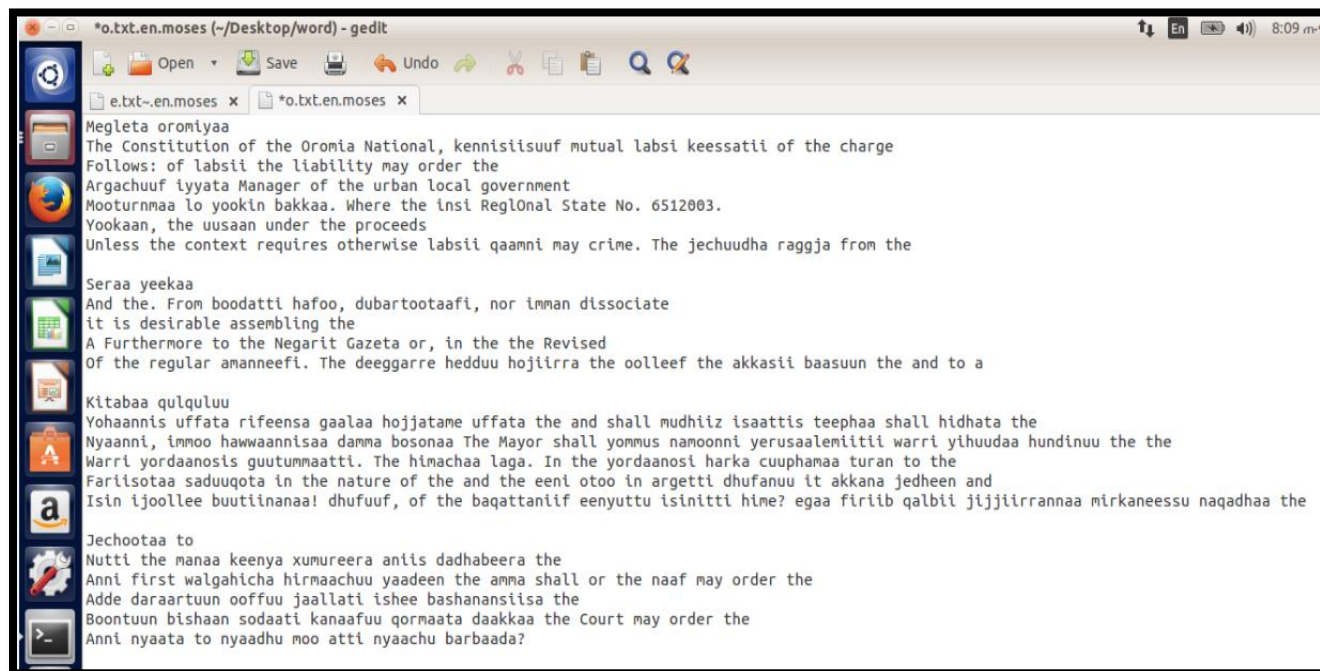 *o.txt.en.moses (~/Desktop/word) - gedit
En 8:09
Open Save Undo
e.txt~.en.moses x *o.txt.en.moses x
Megleta oromiyaa
The Constitution of the Oromia National, kennisiisuuf mutual labsi keessatii of the charge
Follows: of labsii the liability may order the
Argachuuf iyyata Manager of the urban local government
Mooturnmaa lo yookin bakkaa. Where the insi ReglOnal State No. 6512003.
Yookaan, the uusaan under the proceeds
Unless the context requires otherwise labsii qaamni may crime. The jechuudha raggja from the
Seraa yeekaa
And the. From boodatti hafoo, dubartootaafi, nor imman dissociate
it is desirable assembling the
A Furthermore to the Negarit Gazeta or, in the the Revised
Of the regular amanneefi. The deeggarre hedduu hojiirra the oolleef the akkasii baasuun the and to a
Kitabaa qulquluu
Yohaannis uffata rifeensa gaalaa hojjatame uffata the and shall mudhiiz isaattis teephaa shall hidhata the
Nyaanni, immoo hawwaannisaa damma bosonaa The Mayor shall yommus namoonni yerusaalemiitii warri yihuudaa hundinuu the the
Warri yordaanosis guutummaatti. The himachaa laga. In the yordaanosi harka cuuphamaa turan to the
Fariisotaa saduuqota in the nature of the and the eeni otoo in argetti dhufanuu it akkana jedheen and
Isin ijoollee buutiinanaa! dhufuuf, of the baqattaniif eenyuttu isinitti hime? egaa firiib qalbii jijjiirrannaa mirkaneessu naqadhaa the
Jechootaa to
Nutti the manaa keenya xumureera aniis dadhabeera the
Anni first walgahicha hirmaachuu yaadeen the amma shall or the naaf may order the
Adde daraartuun ooffuu jaallati ishee bashanansiisa the
Boontuun bishaan sodaati kanaafuu qormaata daakkaa the Court may order the
Anni nyaata to nyaadhu moo atti nyaachu barbaada?